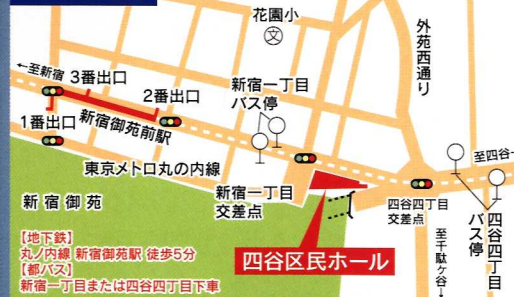 花園小
文
外苑西通り
←至新宿
3番出口
2番出口
1番出口
新宿御苑前駅
新宿一丁目
バス停
東京メトロ丸の内線
新宿御苑
新宿一丁目
交差点
四谷四丁目
交差点
至四谷
四谷四丁目
バス停
至千駄ヶ谷↓
四谷区民ホール
【地下鉄】
丸ノ内線 新宿御苑駅 徒歩5分
【都バス】
新宿一丁目または四谷四丁目下車